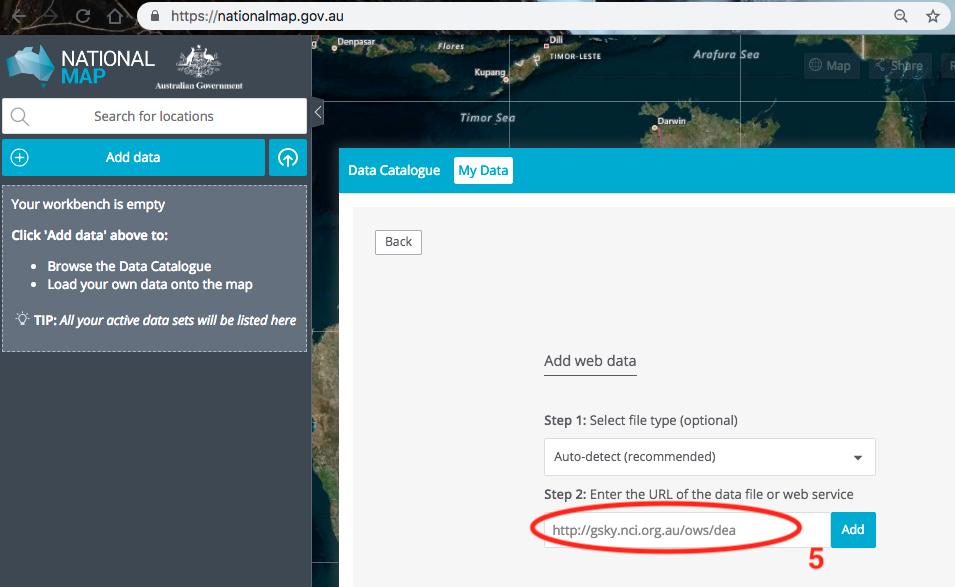 https://nationalmap.gov.au
NATIONAL
MAP
Australian Government
Search for locations
Add data
Your workbench is empty
Click 'Add data' above to:
Browse the Data Catalogue
Load your own data onto the map
TIP: All your active data sets will be listed here
Denpasar
Flores
Dili
TIMOR-LESTE
Kupang
Arafura Sea
Map
Share
Timor Sea
Darwin
Data Catalogue
My Data
Back
Add web data
Step 1: Select file type (optional)
Auto-detect (recommended)
Step 2: Enter the URL of the data file or web service
http://gsky.nci.org.au/ows/dea
Add
5